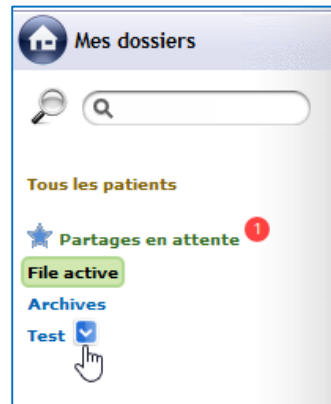 Mes dossiers
Tous les patients
Partages en attente 1
File active
Archives
Test